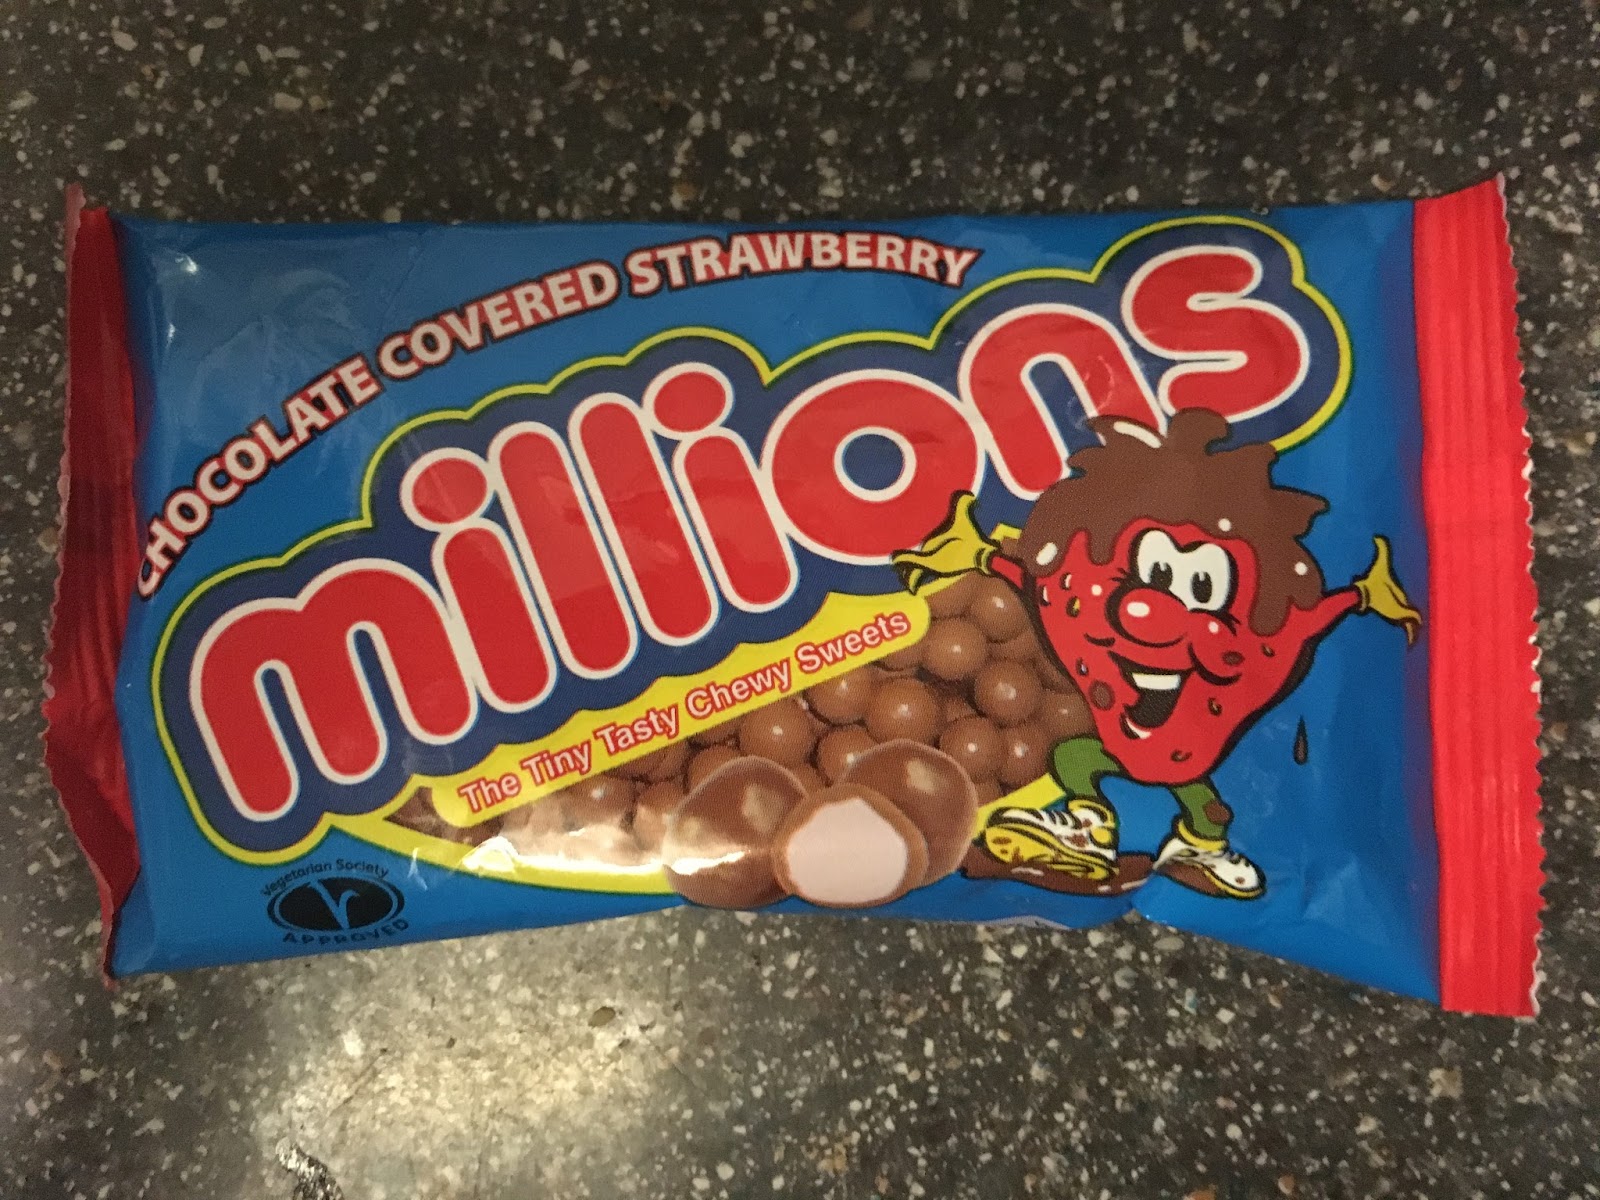 CHOCOLATE COVERED STRAWBERRY
millions
The Tiny Tasty Chewy Sweets
Vegetarian Society
APPROVED